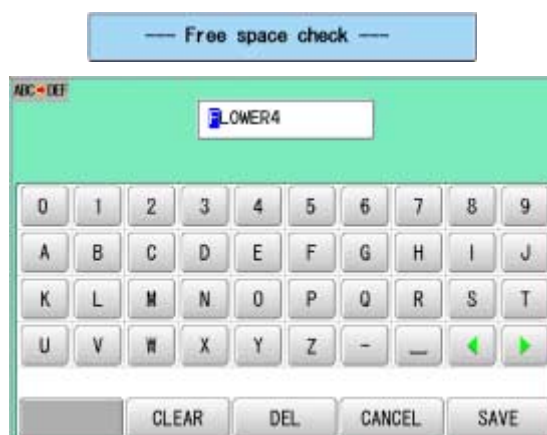 --- Free space check ---
ABC→DEF
FLOWER4
0 1 2 3 4 5 6 7 8 9
A B C D E F G H I J
K L M N O P Q R S T
U V W X Y Z - _
CLEAR DEL CANCEL SAVE